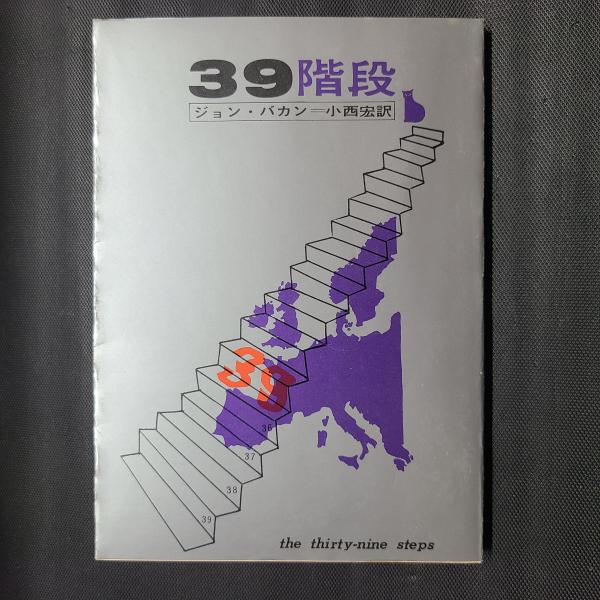 39階段
ジョン・バカン＝小西宏訳
39
36
37
38
39
the thirty-nine steps